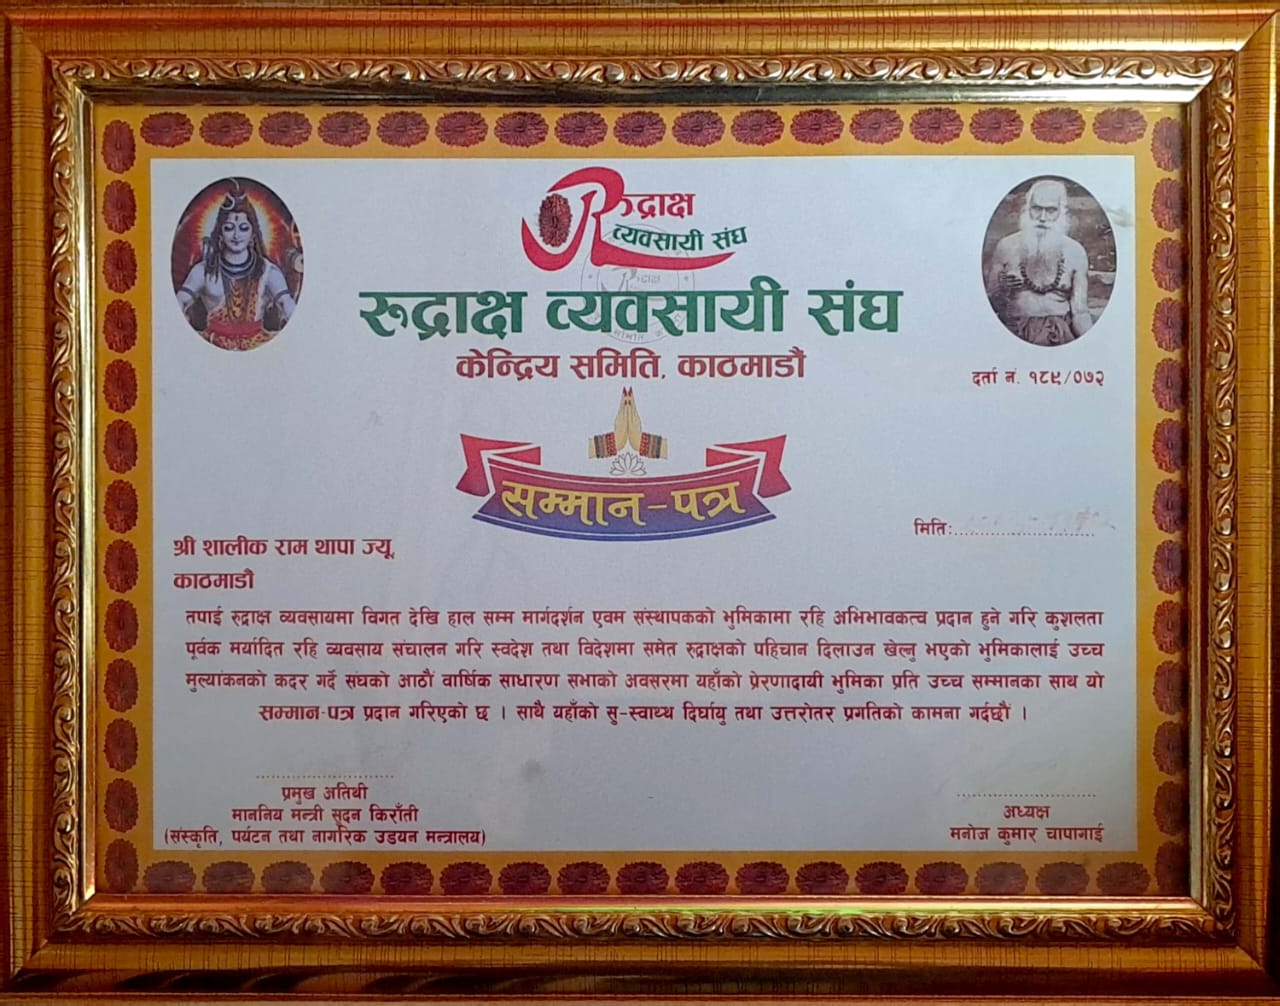 रुद्राक्ष
व्यवसायी संघ
रुद्राक्ष व्यवसायी संघ
केन्द्रिय समिति, काठमाडौं
दर्ता नं. १८९/०७२
सम्मान-पत्र
मिति:
श्री शालीक राम थापा ज्यू,
काठमाडौं
तपाई रुद्राक्ष व्यवसायमा विगत देखि हाल सम्म मार्गदर्शन एवम संस्थापकको भुमिकामा रहि अभिभावकत्व प्रदान हुने गरि कुशलता
पूर्वक मर्यादित रहि व्यवसाय संचालन गरि स्वदेश तथा विदेशमा समेत रुद्राक्षको पहिचान दिलाउन खेल्नु भएको भुमिकालाई उच्च
मुल्यांकनको कदर गर्दै संघको आठौं वार्षिक साधारण सभाको अवसरमा यहाँको प्रेरणादायी भुमिका प्रति उच्च सम्मानका साथ यो
सम्मान-पत्र प्रदान गरिएको छ । साथै यहाँको सु-स्वाथ्थ दिर्घायु तथा उत्तरोतर प्रगतिको कामना गर्दछौं ।
प्रमुख अतिथी
माननिय मन्त्री सुदन किराँती
(संस्कृति, पर्यटन तथा नागरिक उडयन मन्त्रालय)
अध्यक्ष
मनोज कुमार चापागाई